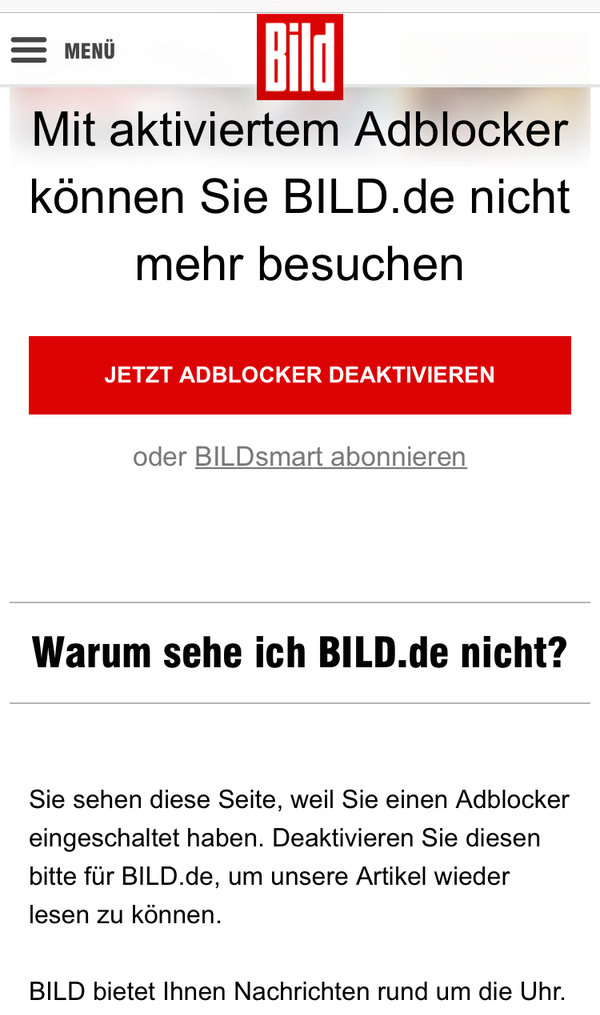 MENÜ
Bild
Mit aktiviertem Adblocker
können Sie BILD.de nicht
mehr besuchen
JETZT ADBLOCKER DEAKTIVIEREN
oder BILDsmart abonnieren
Warum sehe ich BILD.de nicht?
Sie sehen diese Seite, weil Sie einen Adblocker
eingeschaltet haben. Deaktivieren Sie diesen
bitte für BILD.de, um unsere Artikel wieder
lesen zu können.
BILD bietet Ihnen Nachrichten rund um die Uhr.